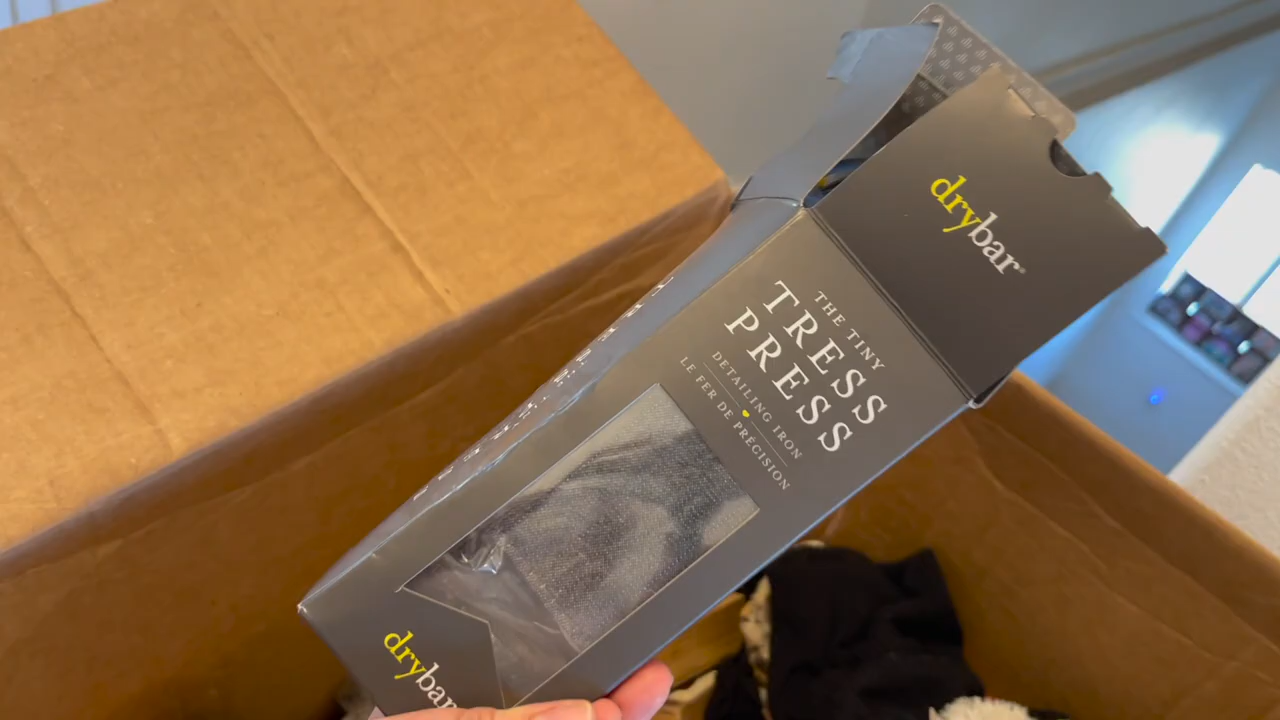 drybar
THE TINY
TRESS
PRESS
DETAILING IRON
LE FER DE PRÉCISION
drybar